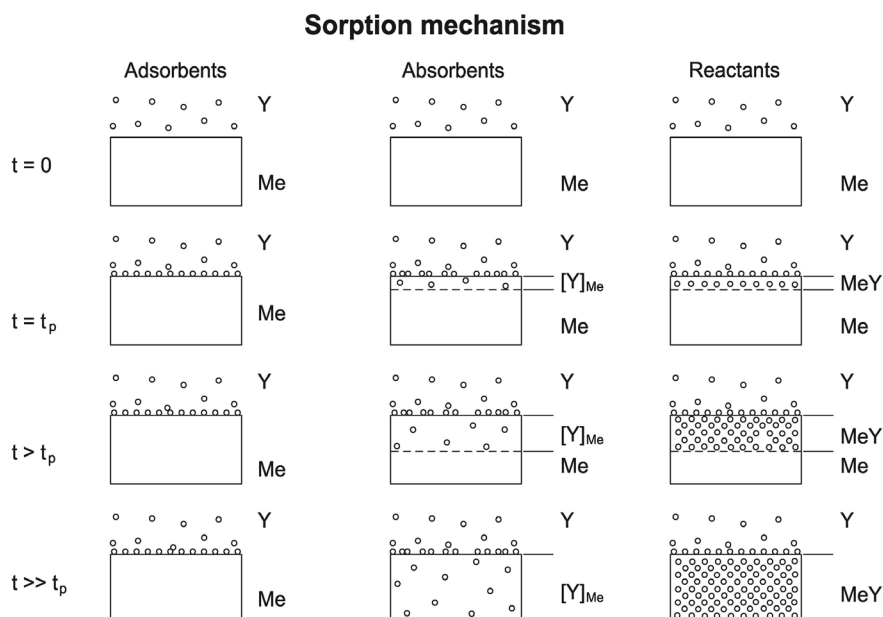 Sorption mechanism
Adsorbents Absorbents Reactants
Y Y Y
t = 0
Me Me Me
Y Y Y
[Y]Me MeY
t = tp
Me Me Me
Y Y Y
[Y]Me MeY
t > tp
Me Me Me
Y Y Y
t >> tp
Me [Y]Me MeY